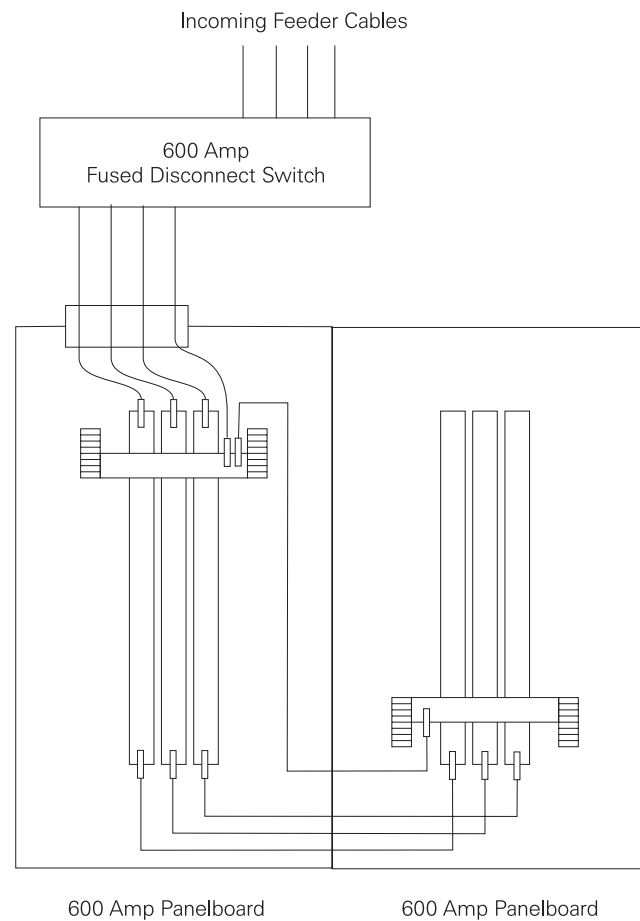 Incoming Feeder Cables
600 Amp
Fused Disconnect Switch
600 Amp Panelboard
600 Amp Panelboard